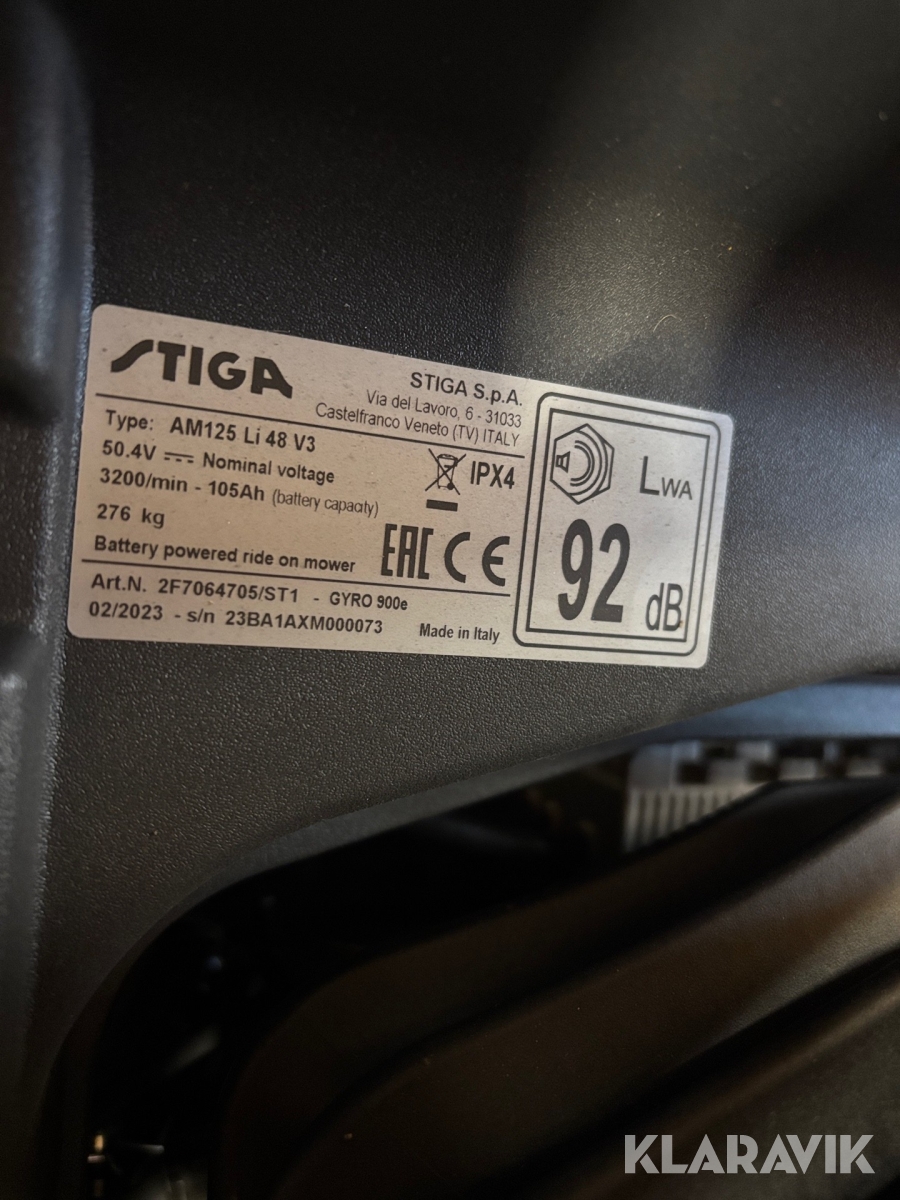 STIGA
STIGA S.p.A.
Via del Lavoro, 6 - 31033
Castelfranco Veneto (TV) ITALY
Type: AM125 Li 48 V3
50.4V Nominal voltage
3200/min - 105Ah (battery capacity)
276 kg
IPX4
Battery powered ride on mower
EAC CE
Art.N. 2F7064705/ST1 - GYRO 900e
02/2023 - s/n 23BA1AXM000073
Made in Italy
LWA
92 dB
KLARAVIK